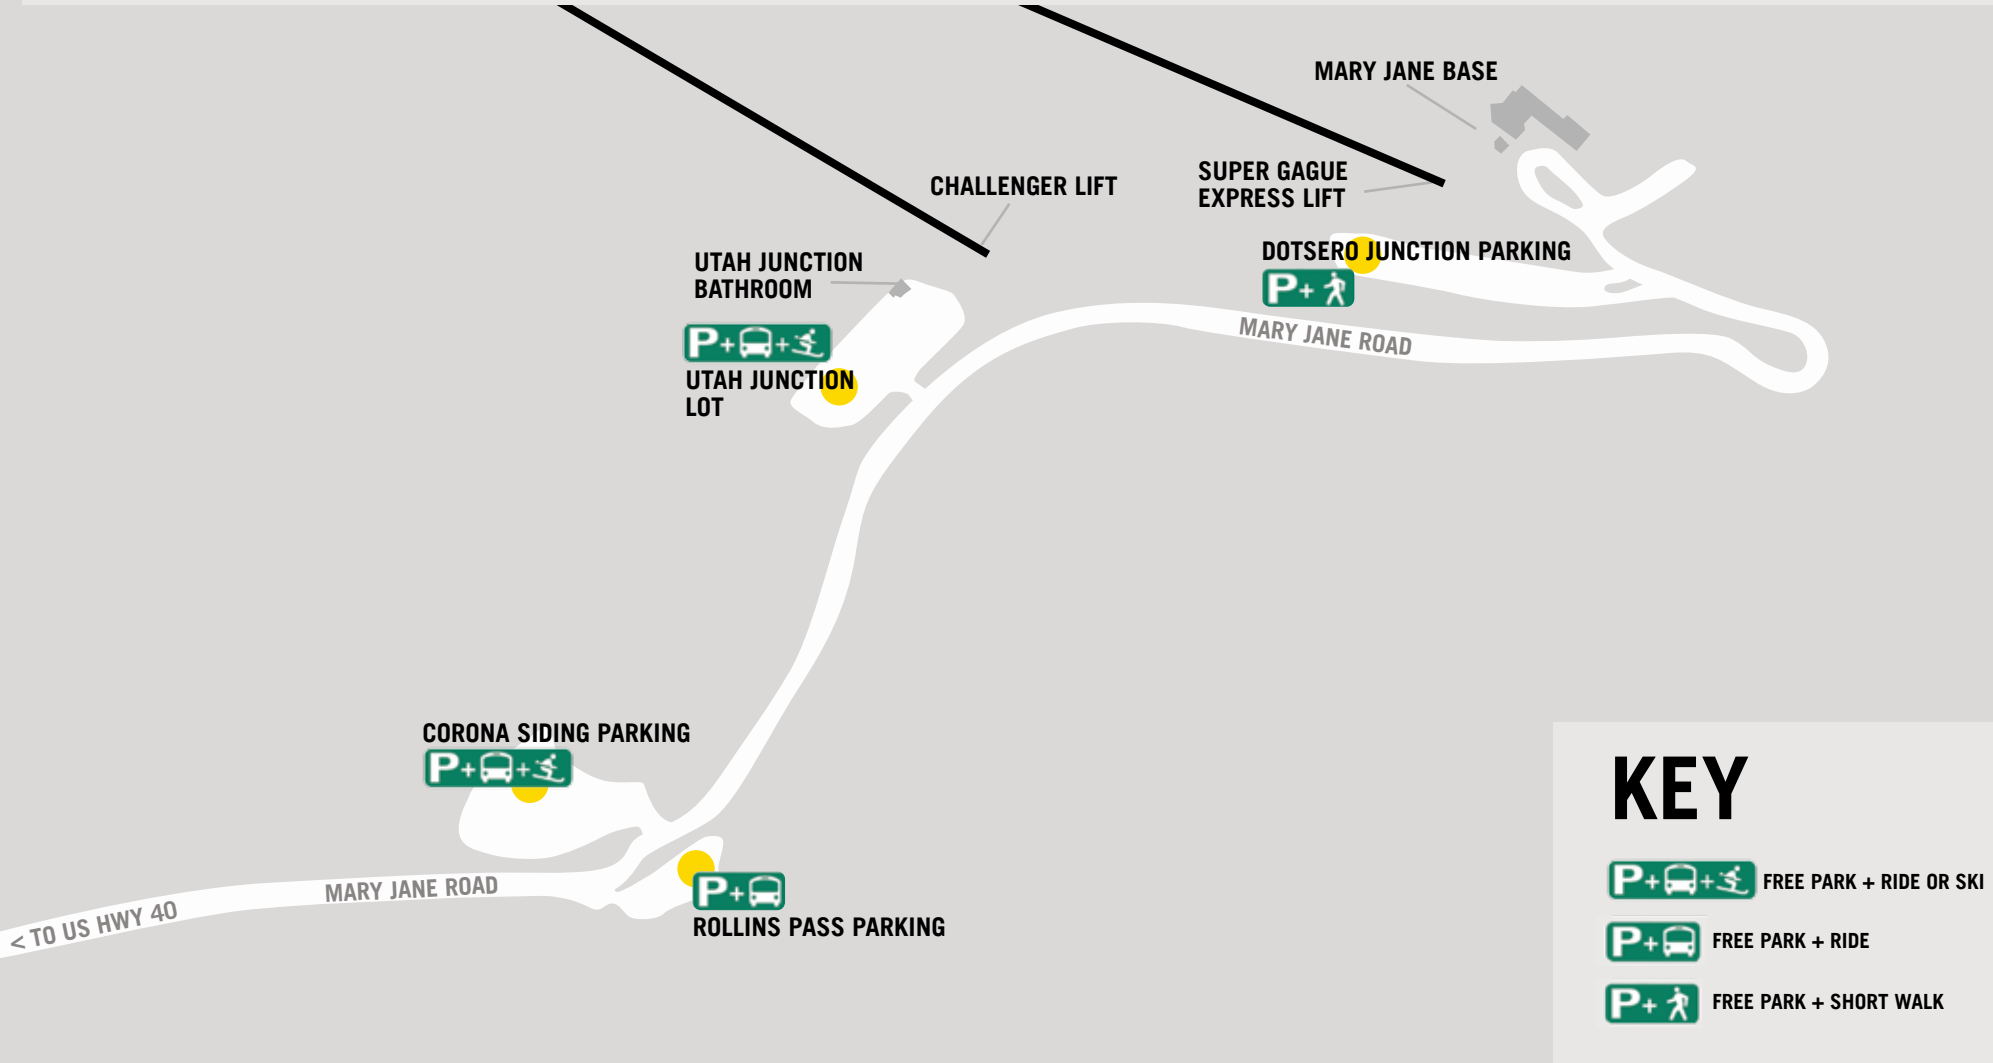 MARY JANE BASE
CHALLENGER LIFT
SUPER GAGUE
EXPRESS LIFT
UTAH JUNCTION
BATHROOM
DOTSERO JUNCTION PARKING
P+
MARY JANE ROAD
P+ +
UTAH JUNCTION
LOT
CORONA SIDING PARKING
P+ +
MARY JANE ROAD
< TO US HWY 40
P+
ROLLINS PASS PARKING
KEY
P+ + FREE PARK + RIDE OR SKI
P+ FREE PARK + RIDE
P+ FREE PARK + SHORT WALK